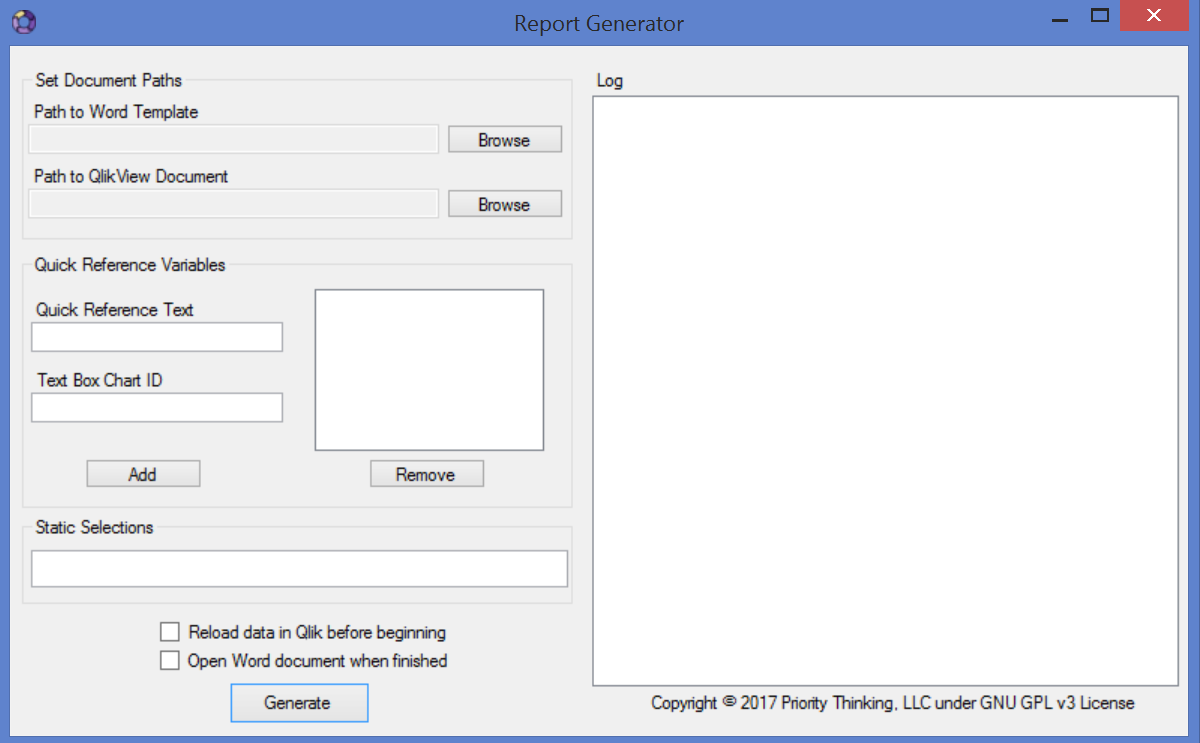 Report Generator
Set Document Paths
Path to Word Template
Browse
Path to QlikView Document
Browse
Quick Reference Variables
Quick Reference Text
Text Box Chart ID
Add
Remove
Static Selections
Reload data in Qlik before beginning
Open Word document when finished
Generate
Log
Copyright © 2017 Priority Thinking, LLC under GNU GPL v3 License